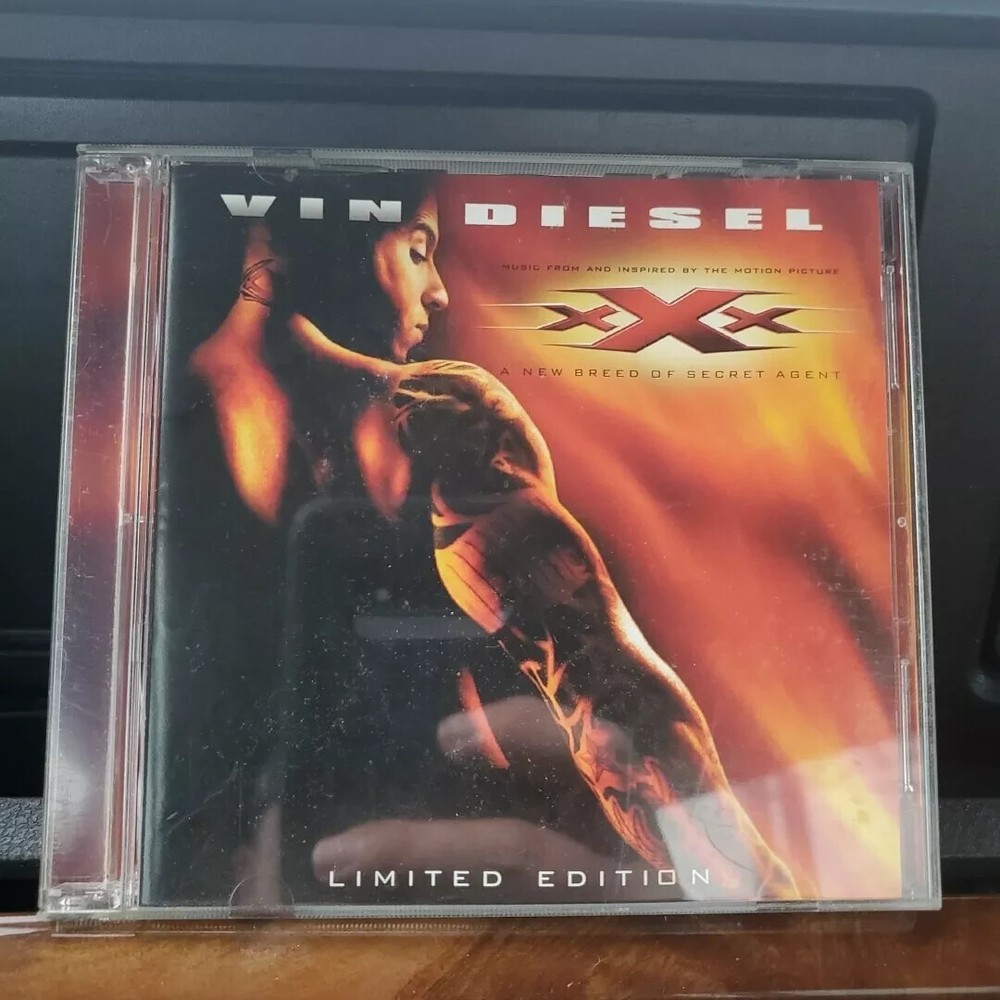 VIN DIESEL
MUSIC FROM AND INSPIRED BY THE MOTION PICTURE
xXx
A NEW BREED OF SECRET AGENT
LIMITED EDITION